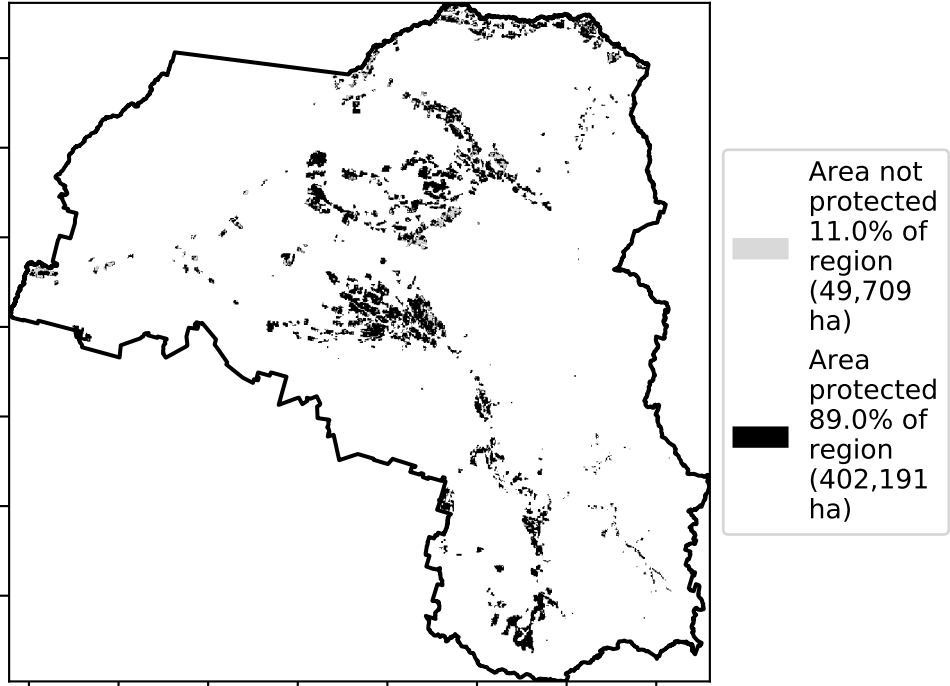 Area not
protected
11.0% of
region
(49,709
ha)
Area
protected
89.0% of
region
(402,191
ha)